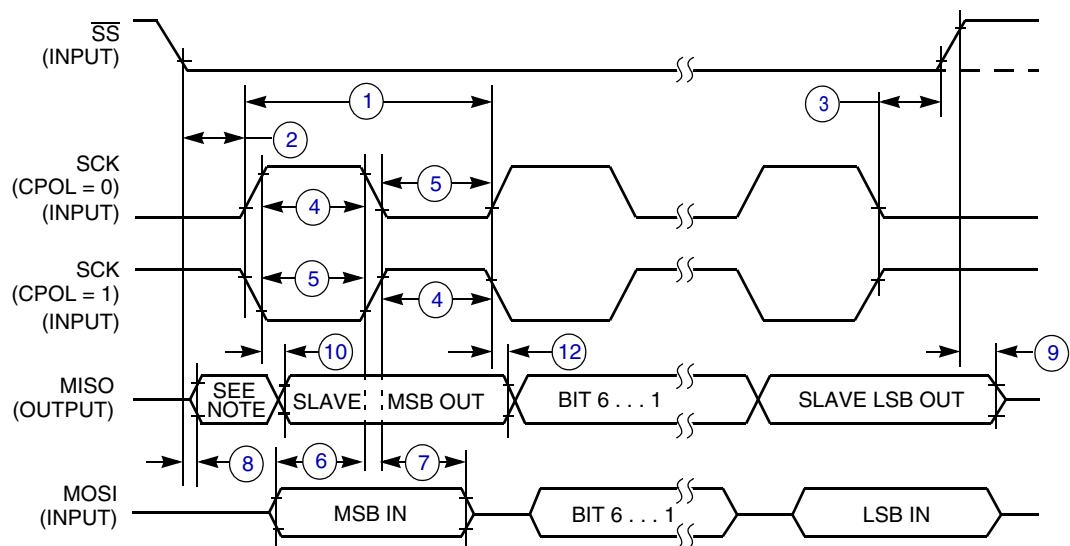 SS
(INPUT)
1
3
2
SCK
(CPOL = 0)
(INPUT)
5
4
SCK
(CPOL = 1)
(INPUT)
5
4
10
12
9
MISO
(OUTPUT)
SEE
NOTE
SLAVE
MSB OUT
BIT 6 . . . 1
SLAVE LSB OUT
8
6
7
MOSI
(INPUT)
MSB IN
BIT 6 . . . 1
LSB IN